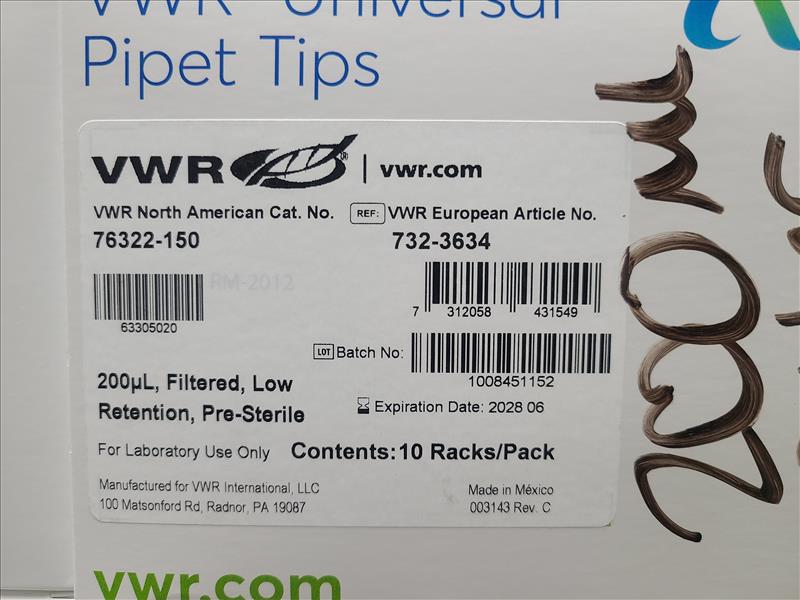 VWR Universal
Pipet Tips
VWR® | vwr.com
VWR North American Cat. No. REF: VWR European Article No.
76322-150 732-3634
RM-2012
63305020
7 312058 431549
LOT Batch No:
1008451152
200µL, Filtered, Low
Retention, Pre-Sterile
Expiration Date: 2028 06
For Laboratory Use Only Contents: 10 Racks/Pack
Manufactured for VWR International, LLC Made in México
100 Matsonford Rd, Radnor, PA 19087 003143 Rev. C
vwr.com
200